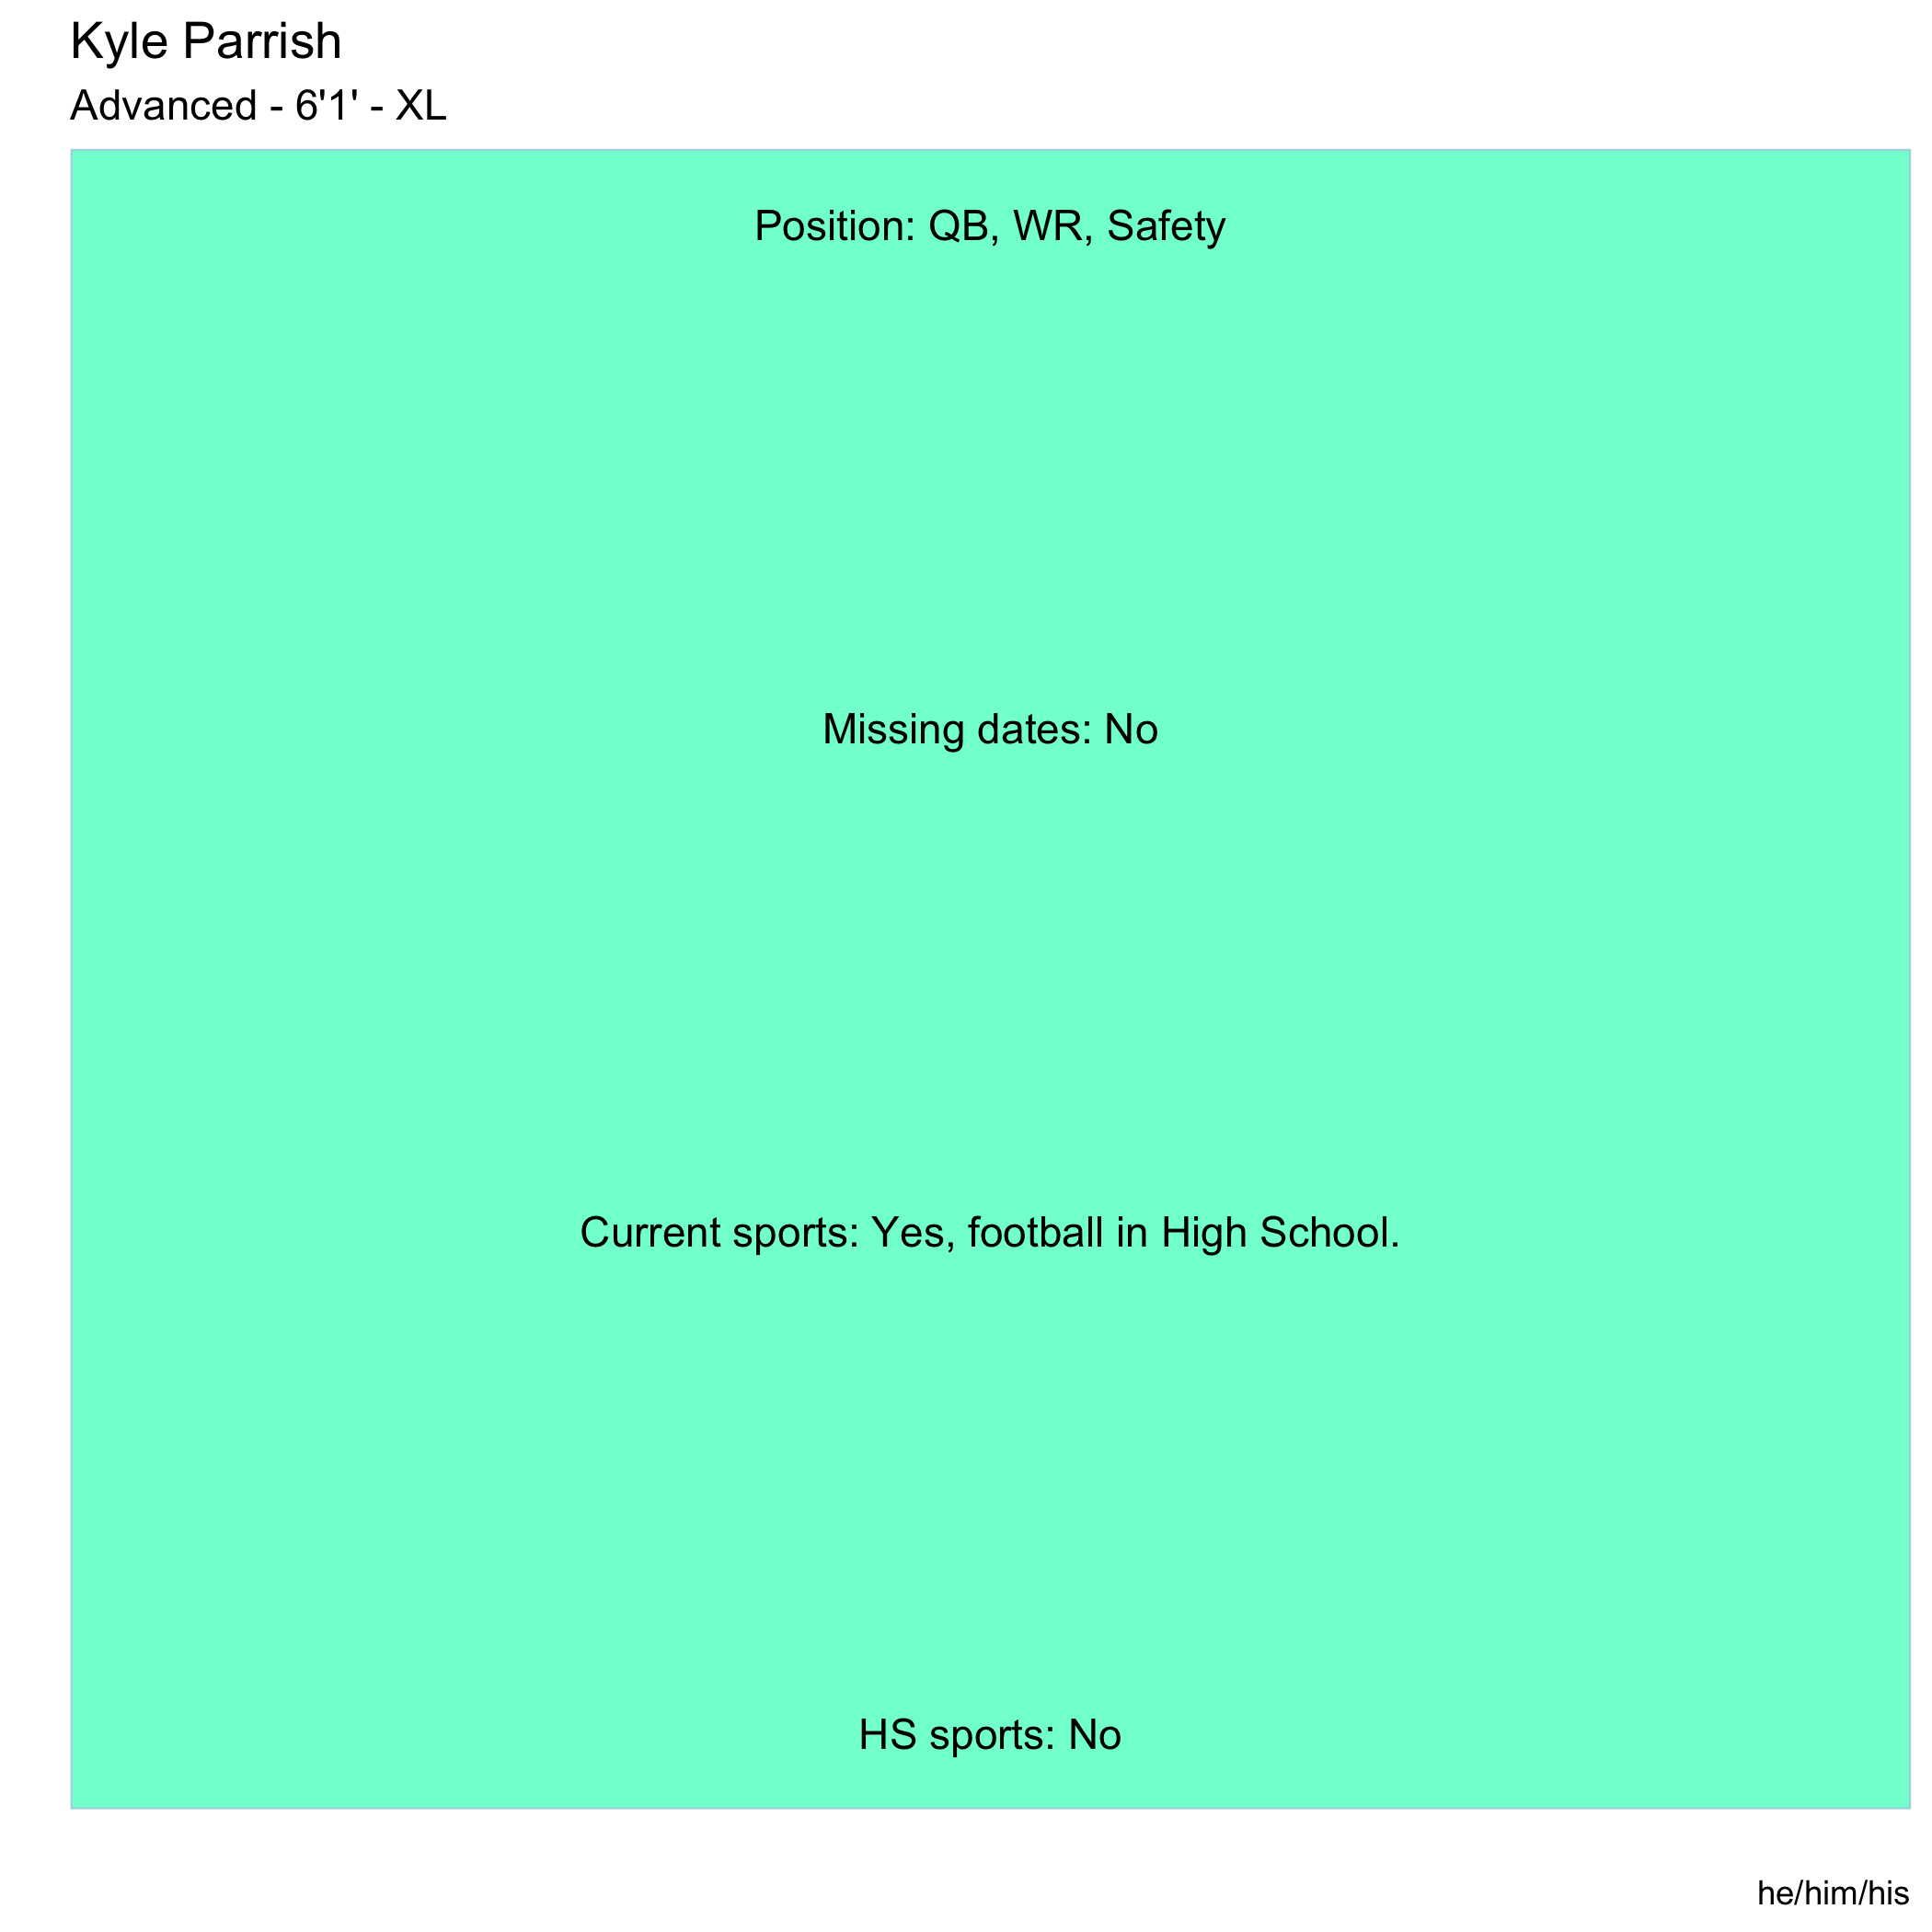 Kyle Parrish
Advanced - 6'1' - XL
Position: QB, WR, Safety
Missing dates: No
Current sports: Yes, football in High School.
HS sports: No
he/him/his